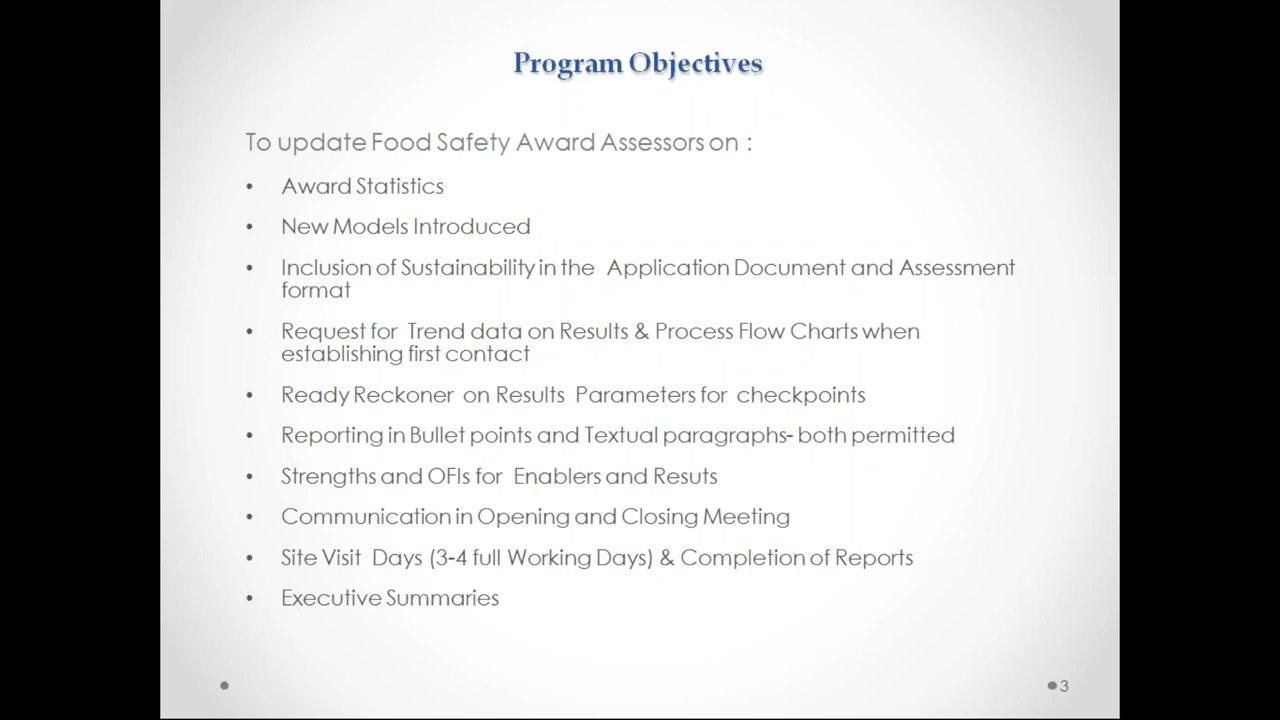 Program Objectives
To update Food Safety Award Assessors on :
• Award Statistics
• New Models Introduced
• Inclusion of Sustainability in the Application Document and Assessment
format
• Request for Trend data on Results & Process Flow Charts when
establishing first contact
• Ready Reckoner on Results Parameters for checkpoints
• Reporting in Bullet points and Textual paragraphs- both permitted
• Strengths and OFIs for Enablers and Resuts
• Communication in Opening and Closing Meeting
• Site Visit Days (3-4 full Working Days) & Completion of Reports
• Executive Summaries
3